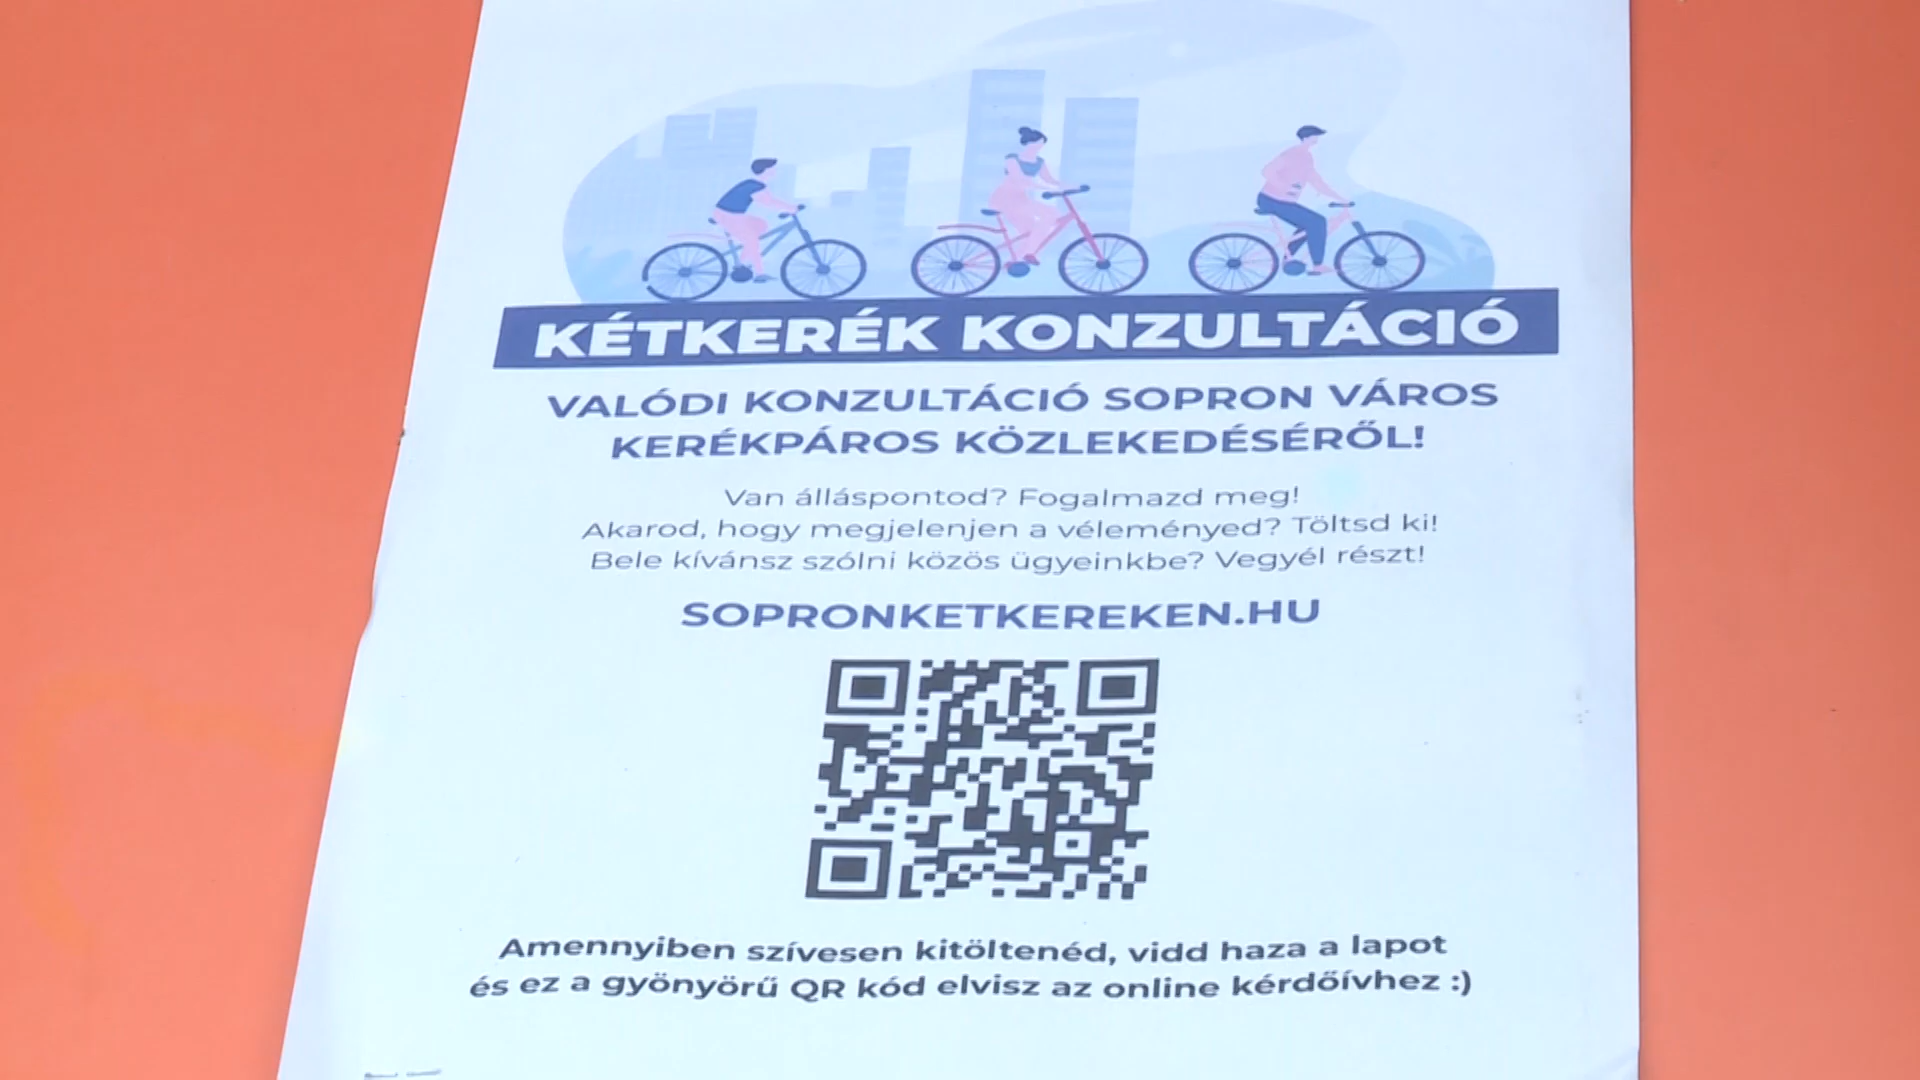 KÉTKERÉK KONZULTÁCIÓ
VALÓDI KONZULTÁCIÓ SOPRON VÁROS
KERÉKPÁROS KÖZLEKEDÉSÉRŐL!
Van álláspontod? Fogalmazd meg!
Akarod, hogy megjelenjen a véleményed? Töltsd ki!
Bele kívánsz szólni közös ügyeinkbe? Vegyél részt!
SOPRONKETKEREKEN.HU
Amennyiben szívesen kitöltenéd, vidd haza a lapot
és ez a gyönyörű QR kód elvisz az online kérdőívhez :)